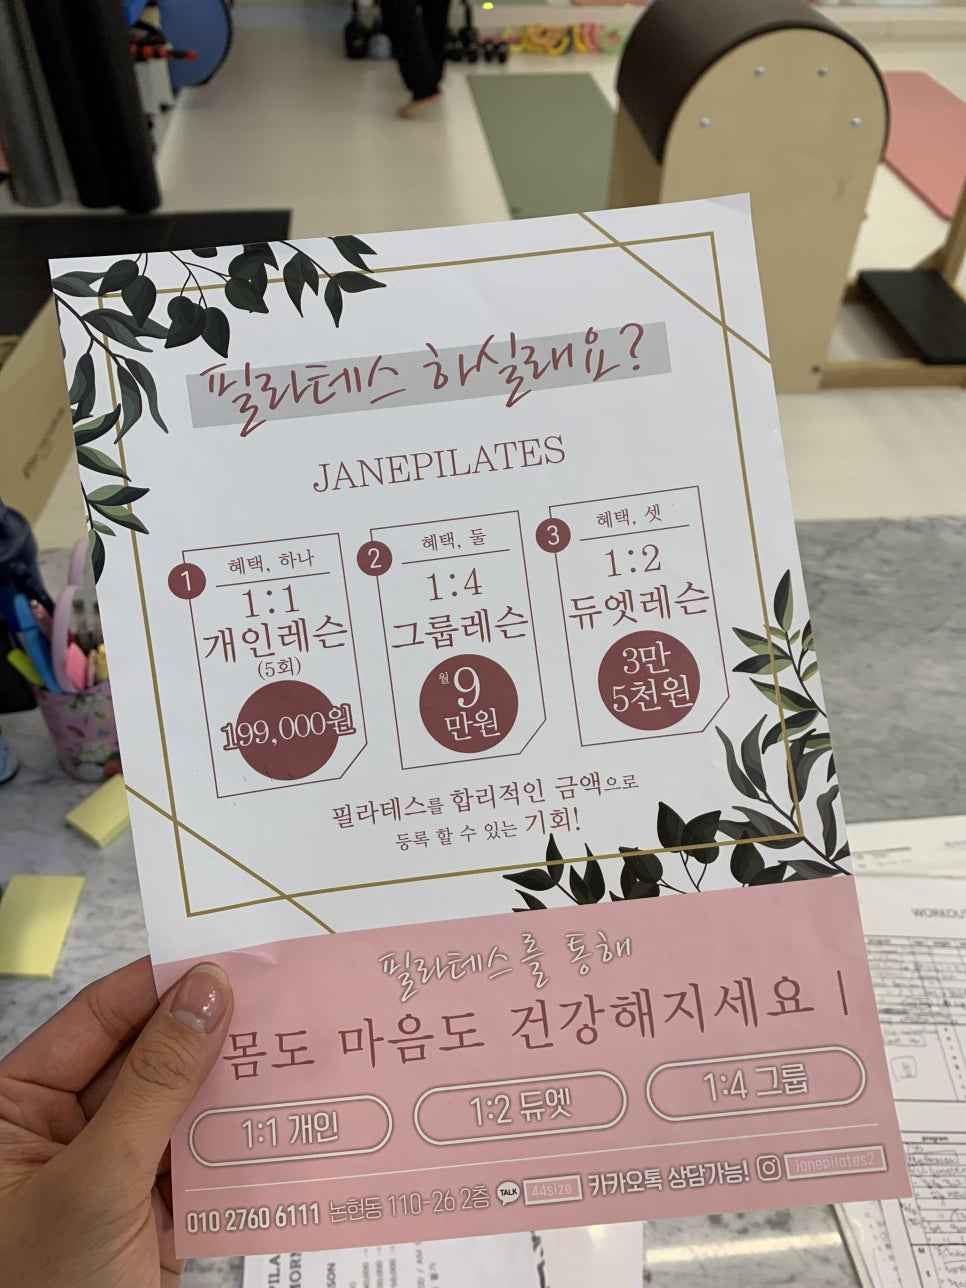 필라테스 하실래요?
JANEPILATES
1
혜택, 하나
1:1
개인레슨
(5회)
199,000원
2
혜택, 둘
1:4
그룹레슨
월 9
만원
3
혜택, 셋
1:2
듀엣레슨
3만
5천원
필라테스를 합리적인 금액으로
등록 할 수 있는 기회!
필라테스를 통해
몸도 마음도 건강해지세요 |
1:1 개인
1:2 듀엣
1:4 그룹
010 2760 6111 논현동 110-26 2층 TALK 44size 카카오톡 상담가능! janepilates2
program